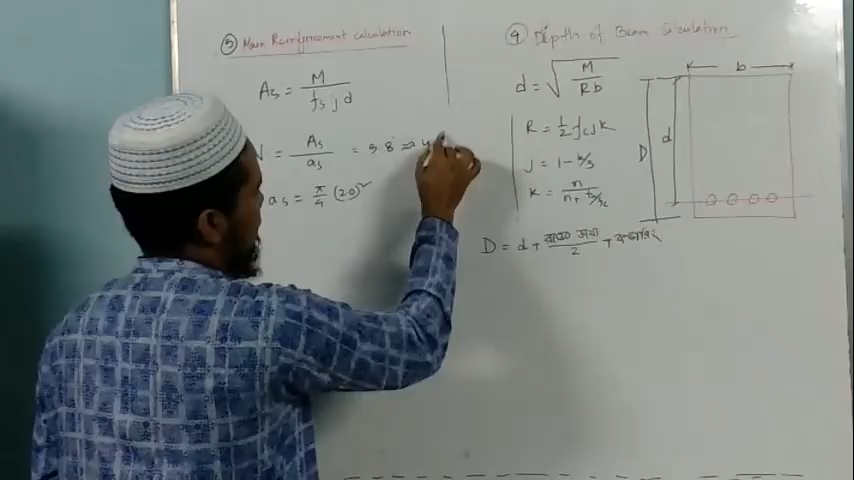 ⑤ Main Reinforcement calculation
As = M / fs j d
N = As / as = 3.8 ≈ 4
as = π/4 (20)²
④ Depth of Beam Calculation
d = √(M / Rb)
R = 1/2 fc j k
J = 1 - k/3
K = n / (n + fs/fc)
D = d + / 2 +
b
d
D